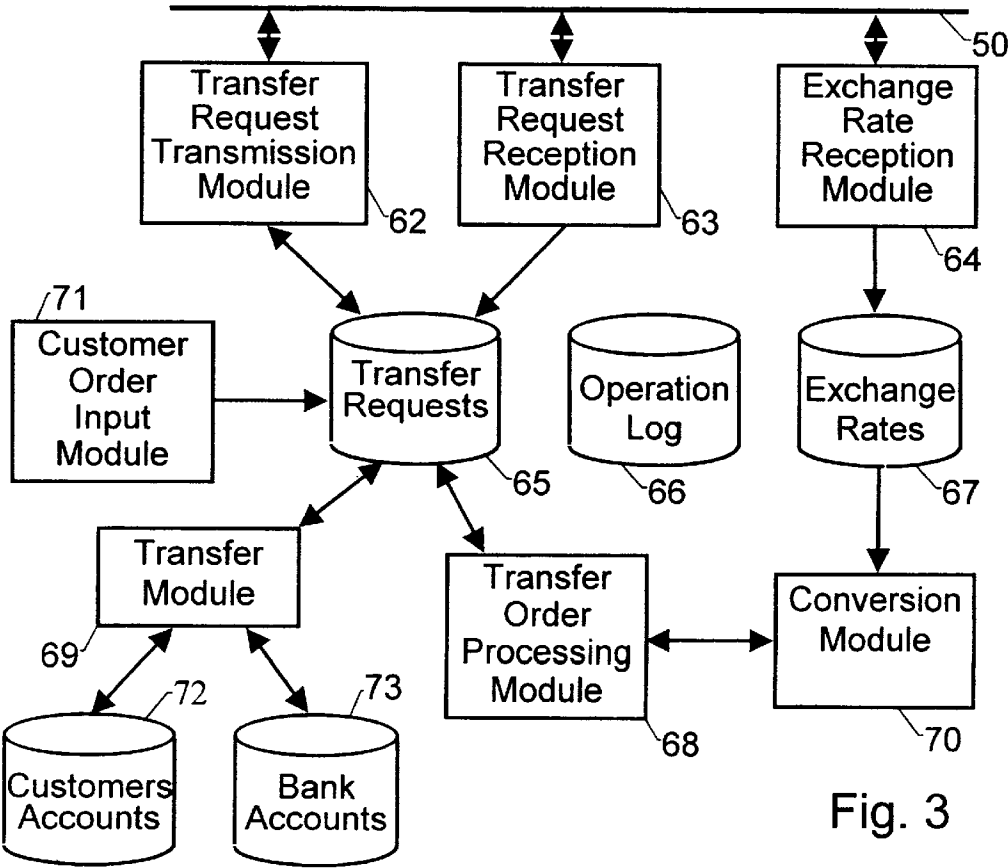 50
Transfer
Request
Transmission
Module
62
Transfer
Request
Reception
Module
63
Exchange
Rate
Reception
Module
64
71
Customer
Order
Input
Module
Transfer
Requests
65
Operation
Log
66
Exchange
Rates
67
Transfer
Module
69
Transfer
Order
Processing
Module
68
Conversion
Module
70
72
Customers
Accounts
73
Bank
Accounts
Fig. 3